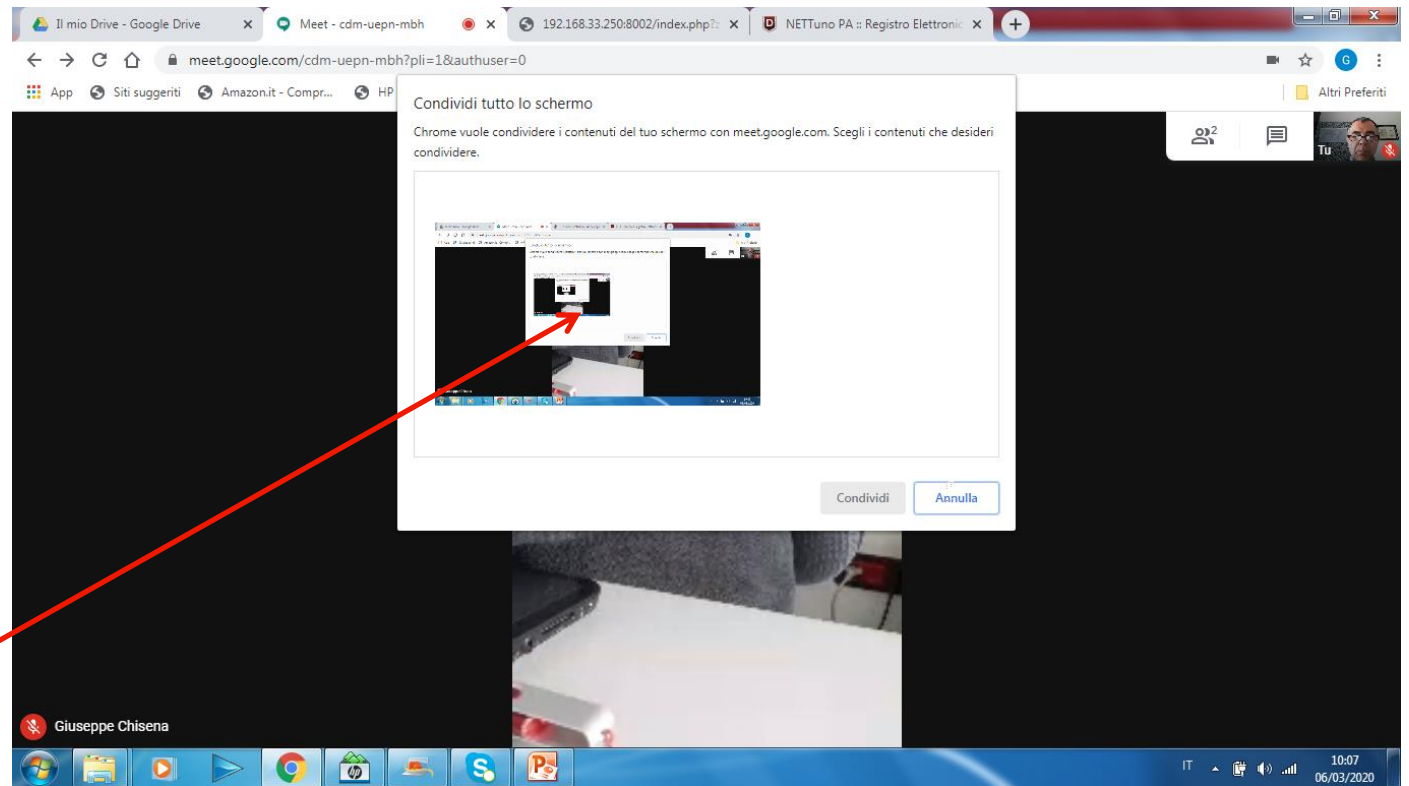 Il mio Drive - Google Drive
Meet - cdm-uepn-mbh
192.168.33.250:8002/index.php?
NETTuno PA :: Registro Elettronic
meet.google.com/cdm-uepn-mbh?pli=1&authuser=0
G
App
Siti suggeriti
Amazon.it - Compr...
HP
Altri Preferiti
Condividi tutto lo schermo
Chrome vuole condividere i contenuti del tuo schermo con meet.google.com. Scegli i contenuti che desideri
condividere.
2
Tu
Condividi
Annulla
Giuseppe Chisena
IT
10:07
06/03/2020